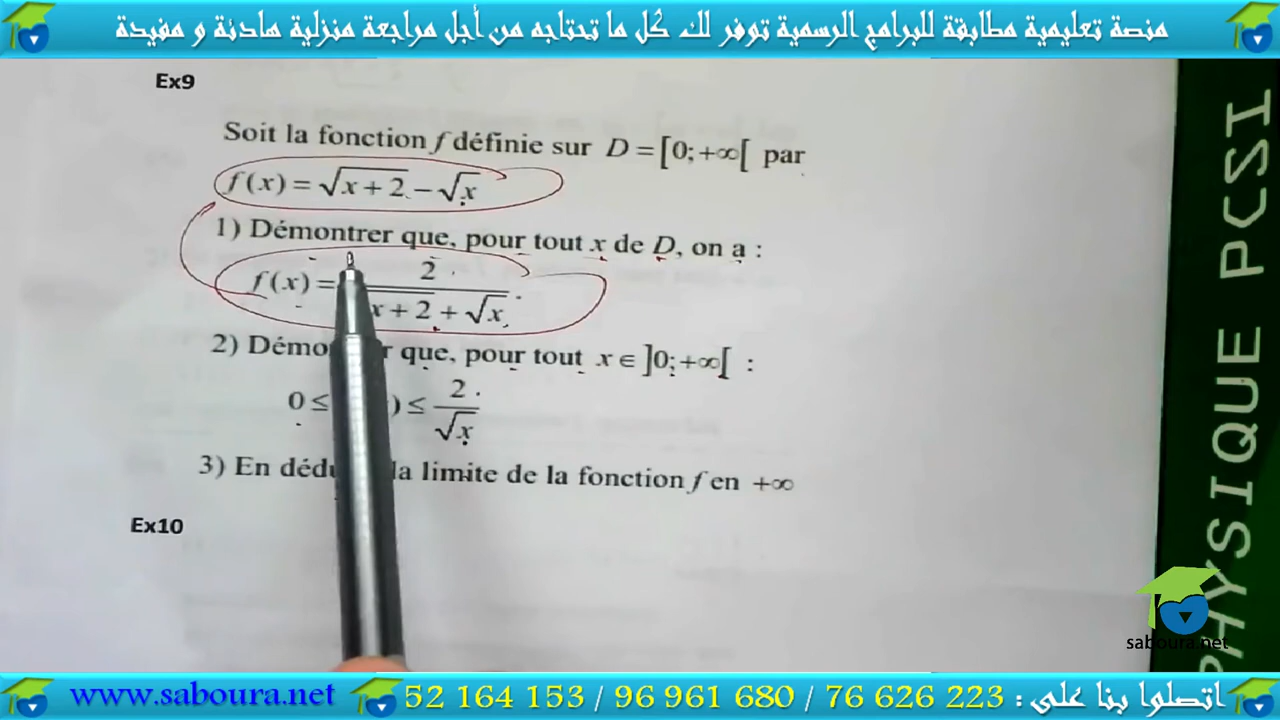 منصة تعليمية مطابقة للبرامج الرسمية توفر لك كل ما تحتاجه من أجل مراجعة منزلية هادئة و مفيدة
Ex9
Soit la fonction f définie sur D = [0; +∞[ par
f(x) = √x + 2 − √x
1) Démontrer que, pour tout x de D, on a :
f(x) = 2 / x + 2 + √x .
2) Démo r que, pour tout x ∈ ]0; +∞[ :
0 ≤ ) ≤ 2 / √x
3) En dédu la limite de la fonction f en +∞
Ex10
PHYSIQUE PCSI
saboura.net
www.saboura.net 52 164 153 / 96 961 680 / 76 626 223 : اتصلوا بنا على